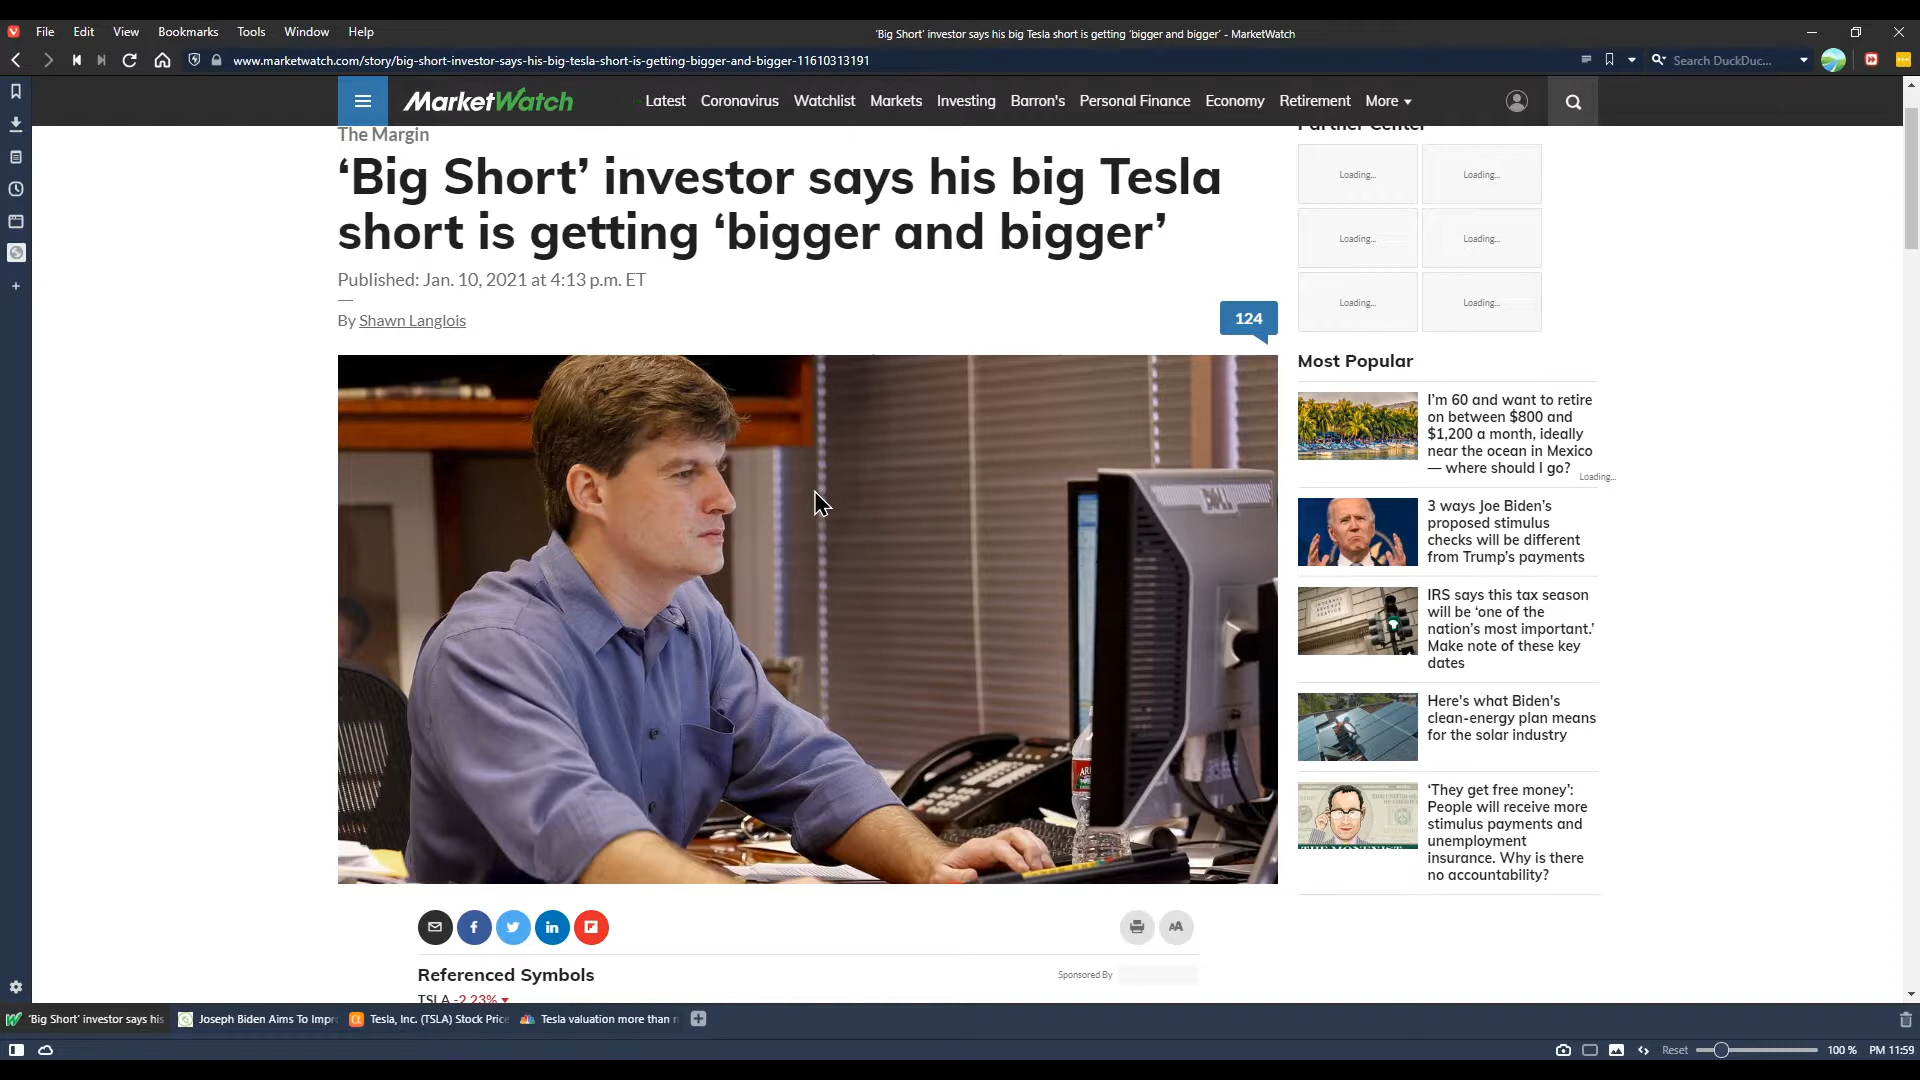 File Edit View Bookmarks Tools Window Help
‘Big Short’ investor says his big Tesla short is getting ‘bigger and bigger’ - MarketWatch
www.marketwatch.com/story/big-short-investor-says-his-big-tesla-short-is-getting-bigger-and-bigger-11610313191
Search DuckDuc...
MarketWatch
Latest Coronavirus Watchlist Markets Investing Barron's Personal Finance Economy Retirement More
The Margin
‘Big Short’ investor says his big Tesla
short is getting ‘bigger and bigger’
Published: Jan. 10, 2021 at 4:13 p.m. ET
By Shawn Langlois
124
DELL
Partner Center
Loading... Loading...
Loading... Loading...
Loading... Loading...
Most Popular
I’m 60 and want to retire
on between $800 and
$1,200 a month, ideally
near the ocean in Mexico
— where should I go?
Loading...
3 ways Joe Biden’s
proposed stimulus
checks will be different
from Trump’s payments
IRS says this tax season
will be ‘one of the
nation’s most important.’
Make note of these key
dates
Here's what Biden's
clean-energy plan means
for the solar industry
‘They get free money’:
People will receive more
stimulus payments and
unemployment
insurance. Why is there
no accountability?
AA
Referenced Symbols
Sponsored By
TSLA -2.23%
‘Big Short’ investor says his
Joseph Biden Aims To Impr
Tesla, Inc. (TSLA) Stock Price
Tesla valuation more than n
Reset 100 % PM 11:59